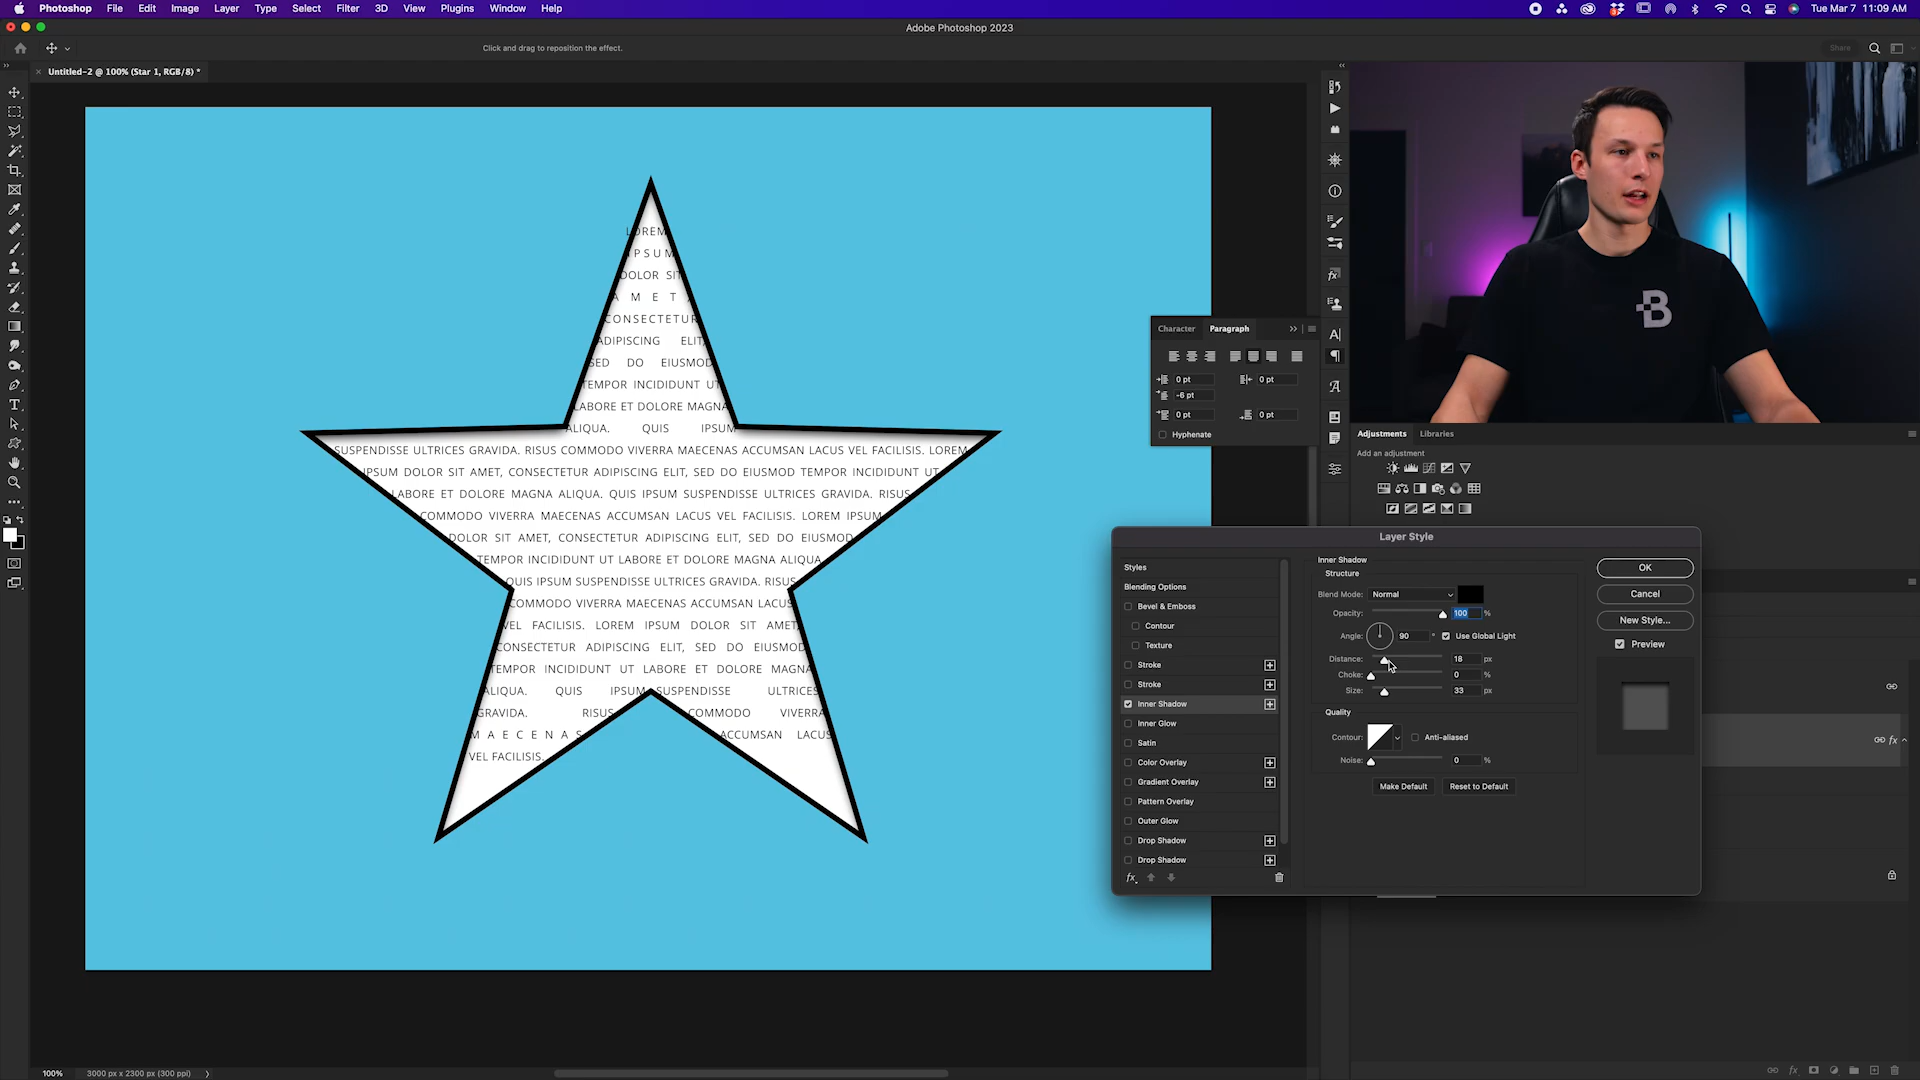 Photoshop File Edit Image Layer Type Select Filter 3D View Plugins Window Help
Tue Mar 7 11:09 AM
Adobe Photoshop 2023
Click and drag to reposition the effect.
Share
Untitled-2 @ 100% (Star 1, RGB/8) *
LOREM
IPSUM
DOLOR SIT
AMET,
CONSECTETUR
ADIPISCING ELIT,
SED DO EIUSMOD
TEMPOR INCIDIDUNT UT
LABORE ET DOLORE MAGNA
ALIQUA. QUIS IPSUM
SUSPENDISSE ULTRICES GRAVIDA. RISUS COMMODO VIVERRA MAECENAS ACCUMSAN LACUS VEL FACILISIS. LOREM
IPSUM DOLOR SIT AMET, CONSECTETUR ADIPISCING ELIT, SED DO EIUSMOD TEMPOR INCIDIDUNT UT
LABORE ET DOLORE MAGNA ALIQUA. QUIS IPSUM SUSPENDISSE ULTRICES GRAVIDA. RISUS
COMMODO VIVERRA MAECENAS ACCUMSAN LACUS VEL FACILISIS. LOREM IPSUM
DOLOR SIT AMET, CONSECTETUR ADIPISCING ELIT, SED DO EIUSMOD
TEMPOR INCIDIDUNT UT LABORE ET DOLORE MAGNA ALIQUA.
QUIS IPSUM SUSPENDISSE ULTRICES GRAVIDA. RISUS
COMMODO VIVERRA MAECENAS ACCUMSAN LACUS
VEL FACILISIS. LOREM IPSUM DOLOR SIT AMET,
CONSECTETUR ADIPISCING ELIT, SED DO EIUSMOD
TEMPOR INCIDIDUNT UT LABORE ET DOLORE MAGNA
ALIQUA. QUIS IPSUM SUSPENDISSE ULTRICES
GRAVIDA. RISUS COMMODO VIVERRA
MAECENAS ACCUMSAN LACUS
VEL FACILISIS.
Character Paragraph
0 pt 0 pt
-6 pt
0 pt 0 pt
Hyphenate
B
Adjustments Libraries
Add an adjustment
Layer Style
Styles
Blending Options
Bevel & Emboss
Contour
Texture
Stroke
Stroke
Inner Shadow
Inner Glow
Satin
Color Overlay
Gradient Overlay
Pattern Overlay
Outer Glow
Drop Shadow
Drop Shadow
fx
Inner Shadow
Structure
Blend Mode: Normal
Opacity: 100 %
Angle: 90 ° Use Global Light
Distance: 18 px
Choke: 0 %
Size: 33 px
Quality
Contour: Anti-aliased
Noise: 0 %
Make Default Reset to Default
OK
Cancel
New Style...
Preview
fx
100% 3000 px x 2300 px (300 ppi)
fx